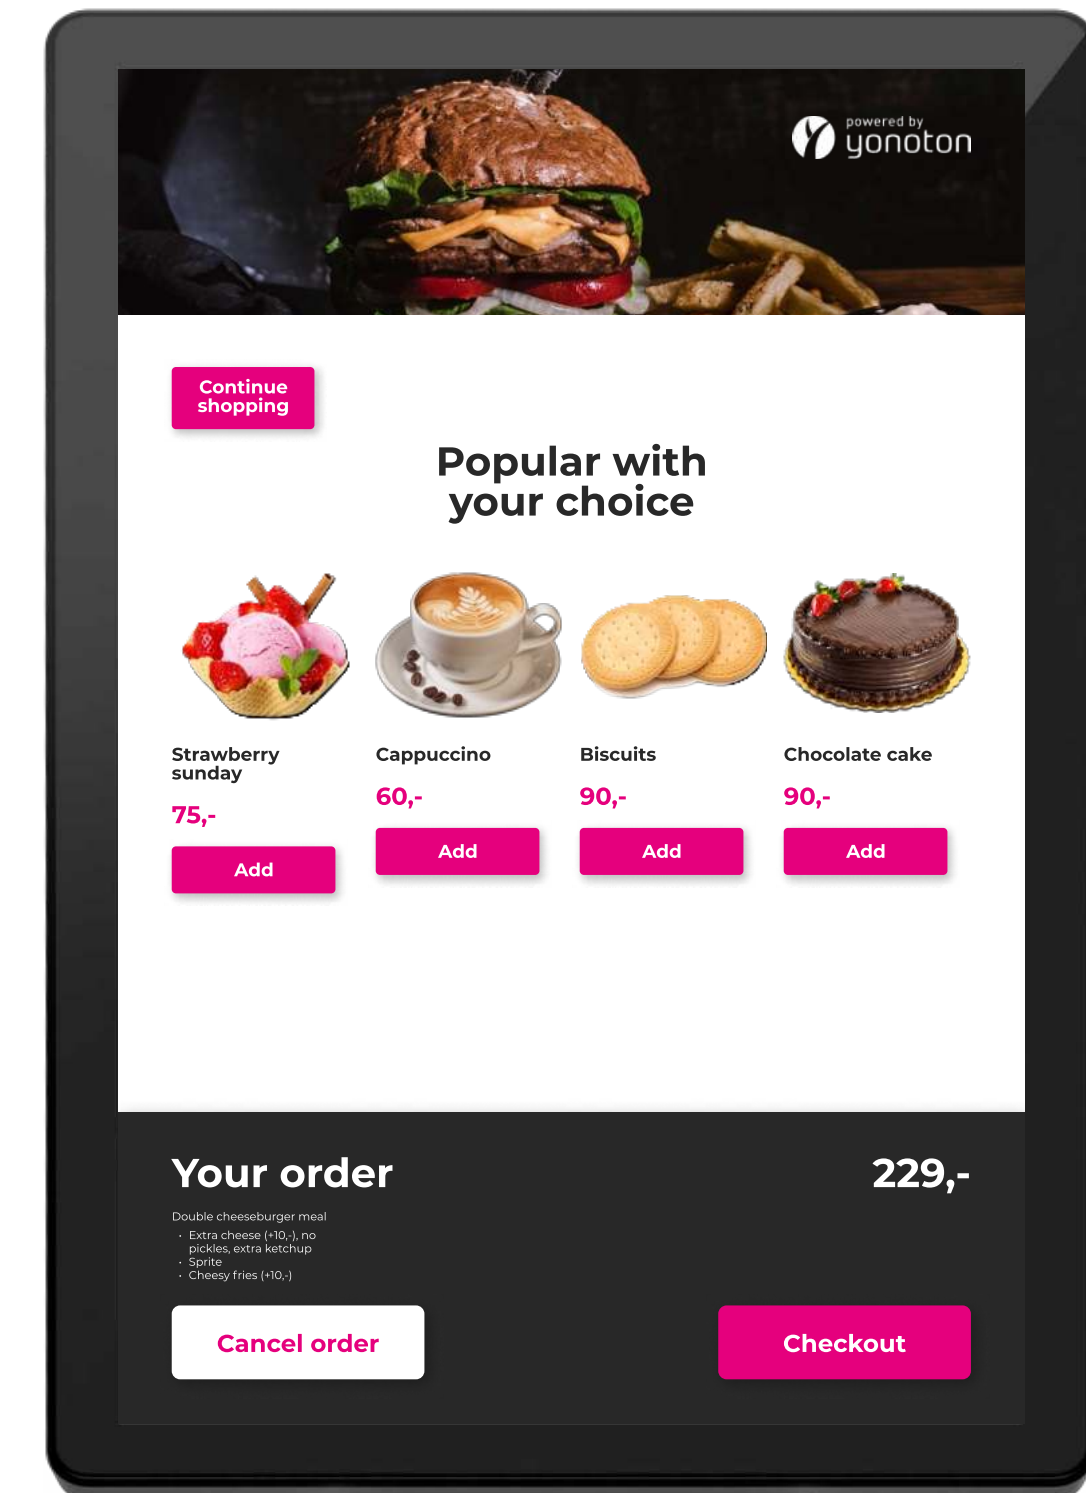 powered by
yonoton
Continue
shopping
Popular with
your choice
Strawberry
sunday
75,-
Add
Cappuccino
60,-
Add
Biscuits
90,-
Add
Chocolate cake
90,-
Add
Your order
229,-
Double cheeseburger meal
• Extra cheese (+10,-), no
pickles, extra ketchup
• Sprite
• Cheesy fries (+10,-)
Cancel order
Checkout